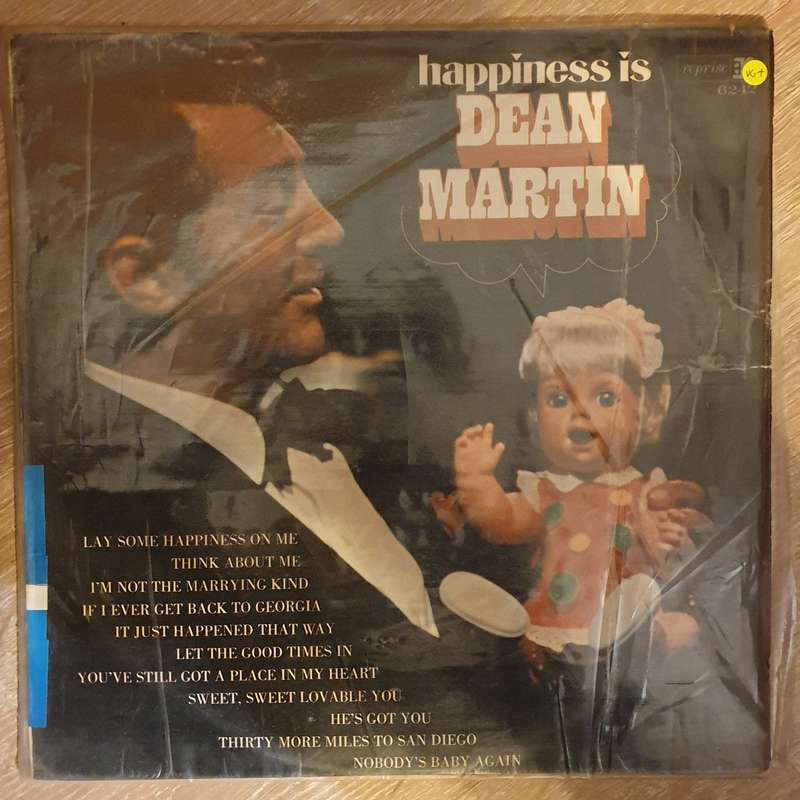 happiness is
DEAN
MARTIN
reprise
VG+
6242
LAY SOME HAPPINESS ON ME
THINK ABOUT ME
I'M NOT THE MARRYING KIND
IF I EVER GET BACK TO GEORGIA
IT JUST HAPPENED THAT WAY
LET THE GOOD TIMES IN
YOU'VE STILL GOT A PLACE IN MY HEART
SWEET, SWEET LOVABLE YOU
HE'S GOT YOU
THIRTY MORE MILES TO SAN DIEGO
NOBODY'S BABY AGAIN